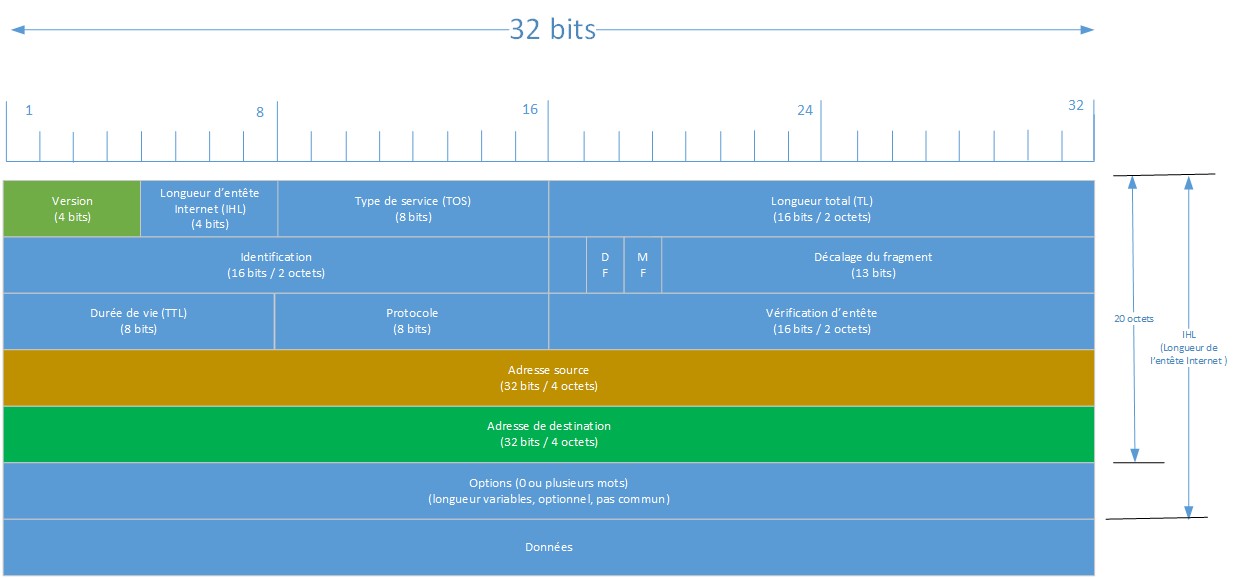 32 bits
1
8
16
24
32
Version
(4 bits)
Longueur d’entête
Internet (IHL)
(4 bits)
Type de service (TOS)
(8 bits)
Longueur total (TL)
(16 bits / 2 octets)
Identification
(16 bits / 2 octets)
D
F
M
F
Décalage du fragment
(13 bits)
Durée de vie (TTL)
(8 bits)
Protocole
(8 bits)
Vérification d’entête
(16 bits / 2 octets)
20 octets
IHL
(Longueur de
l’entête Internet )
Adresse source
(32 bits / 4 octets)
Adresse de destination
(32 bits / 4 octets)
Options (0 ou plusieurs mots)
(longueur variables, optionnel, pas commun)
Données